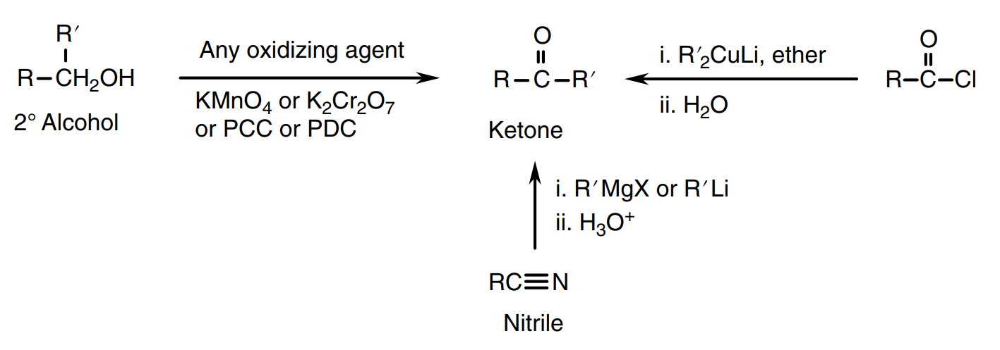 R′
R–CH₂OH
2° Alcohol
Any oxidizing agent
KMnO₄ or K₂Cr₂O₇
or PCC or PDC
O
R–C–R′
Ketone
i. R′₂CuLi, ether
ii. H₂O
O
R–C–Cl
i. R′MgX or R′Li
ii. H₃O⁺
RC≡N
Nitrile